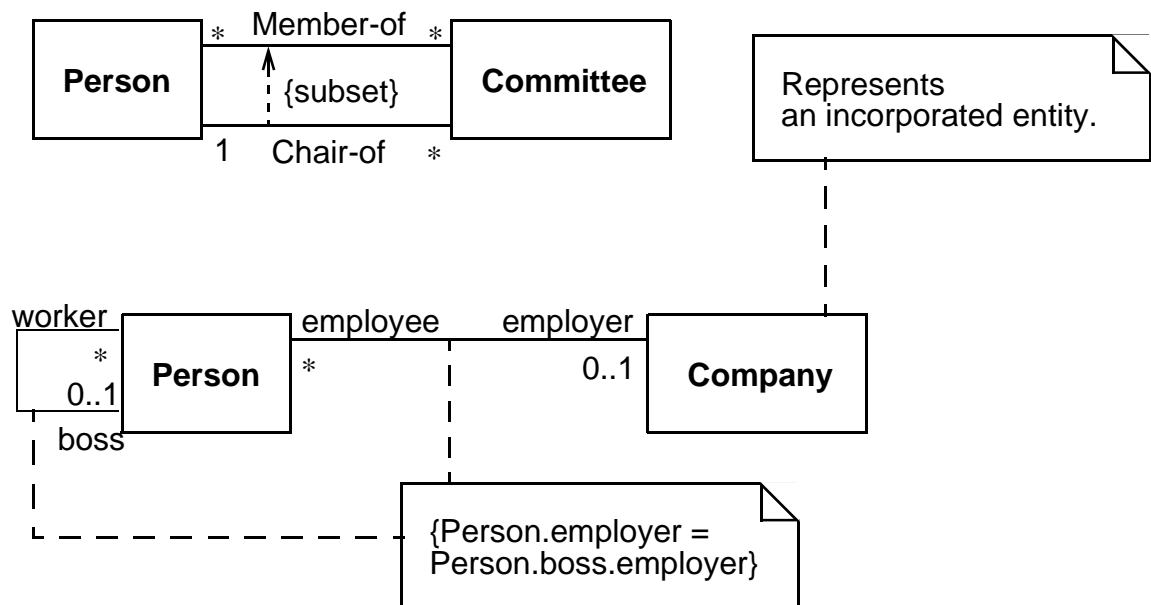 * Member-of *
Person
{subset}
Committee
1 Chair-of *
Represents
an incorporated entity.
worker
*
0..1
boss
Person
employee
*
employer
0..1
Company
{Person.employer =
Person.boss.employer}